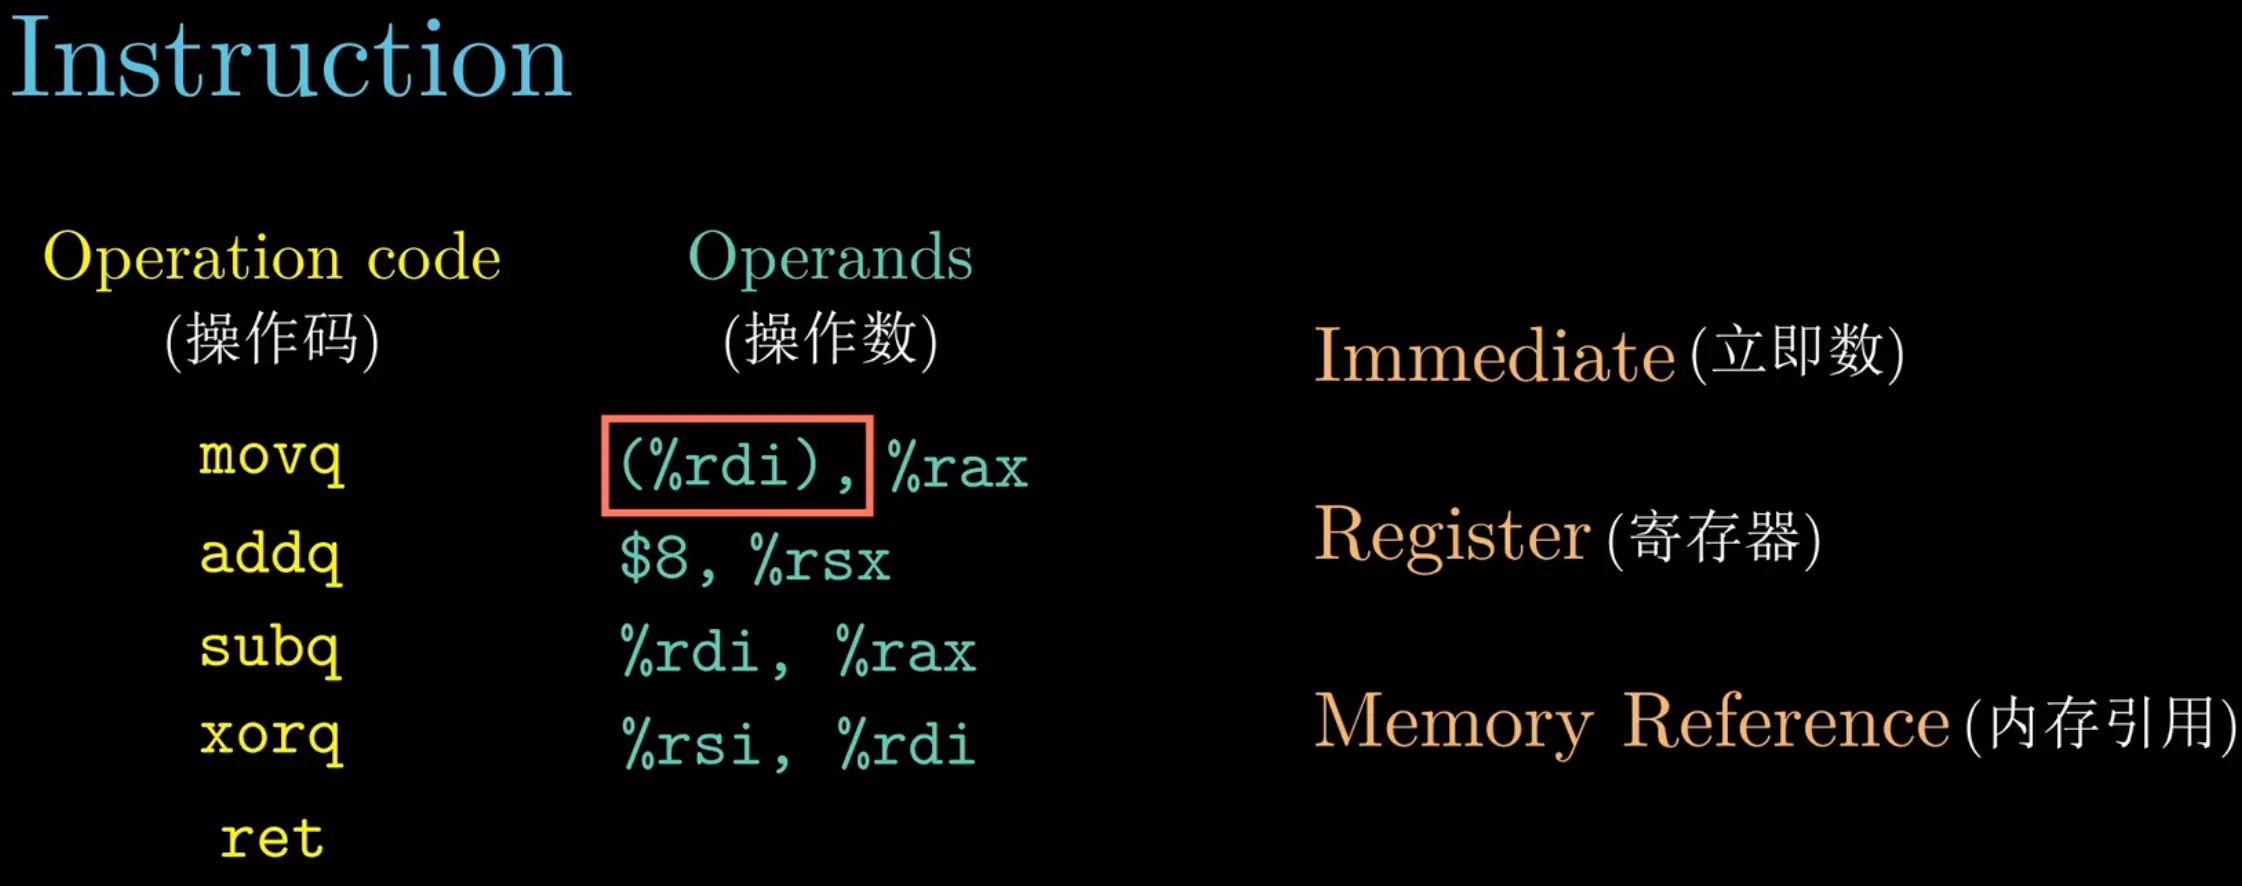 Instruction
Operation code
(操作码)
Operands
(操作数)
movq (%rdi), %rax
addq $8, %rsx
subq %rdi, %rax
xorq %rsi, %rdi
ret
Immediate (立即数)
Register (寄存器)
Memory Reference (内存引用)